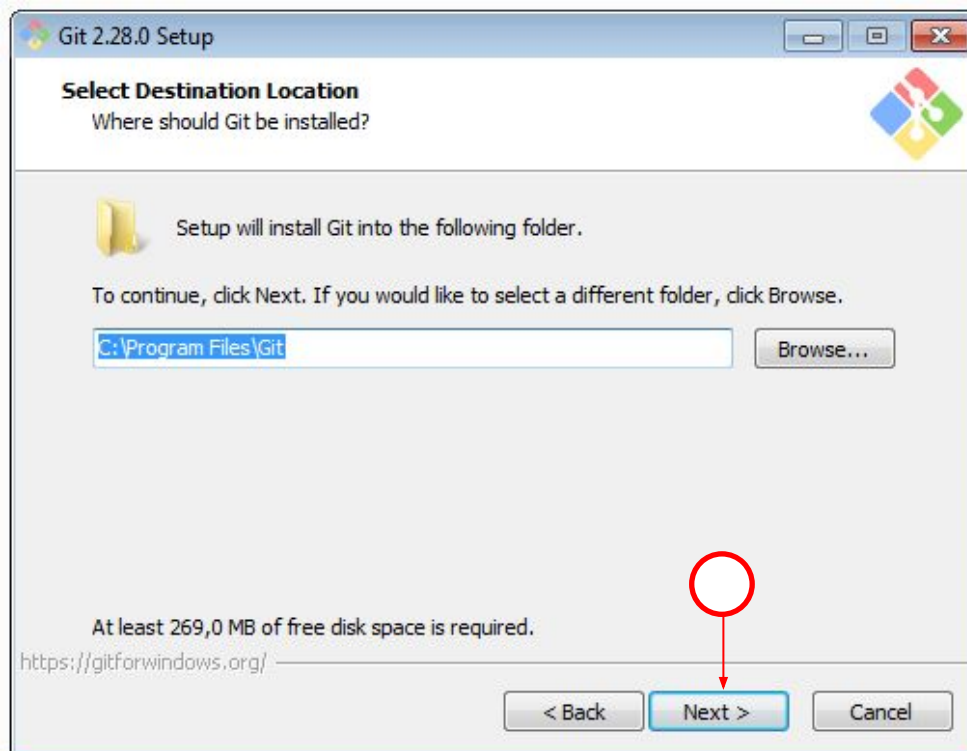 Git 2.28.0 Setup
Select Destination Location
Where should Git be installed?
Setup will install Git into the following folder.
To continue, click Next. If you would like to select a different folder, click Browse.
C:\Program Files\Git
Browse...
At least 269,0 MB of free disk space is required.
https://gitforwindows.org/
< Back
Next >
Cancel